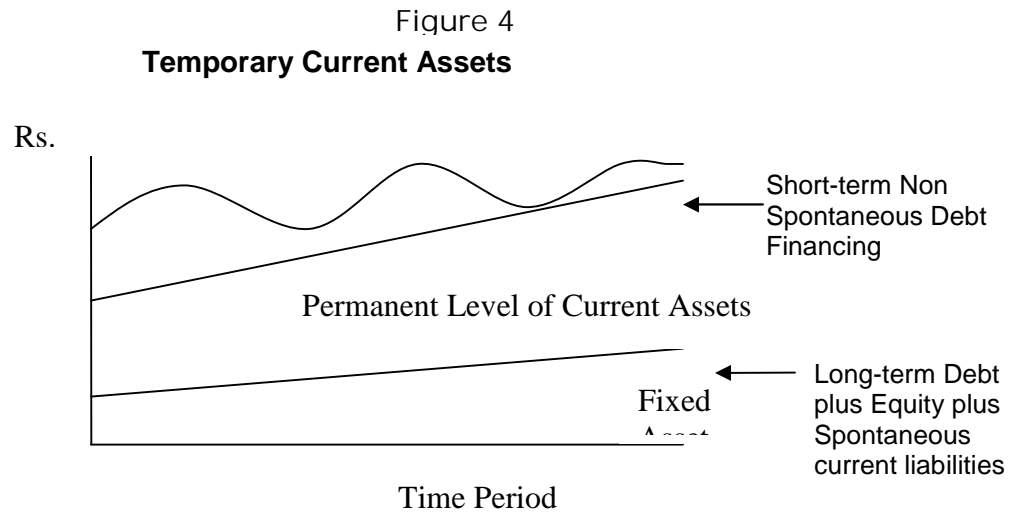 Figure 4
Temporary Current Assets
Rs.
Short-term Non
Spontaneous Debt
Financing
Permanent Level of Current Assets
Long-term Debt
plus Equity plus
Spontaneous
current liabilities
Fixed
Time Period